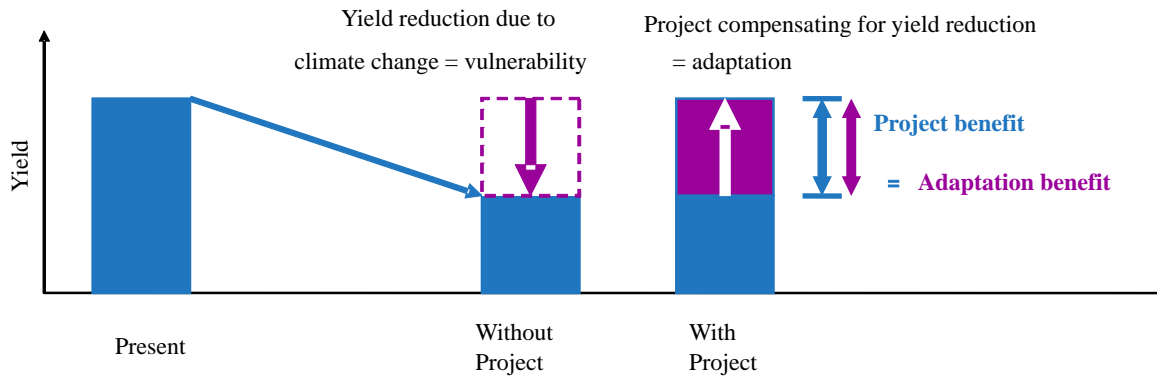 Yield reduction due to
climate change = vulnerability
Project compensating for yield reduction
= adaptation
Yield
Project benefit
= Adaptation benefit
Present
Without
Project
With
Project